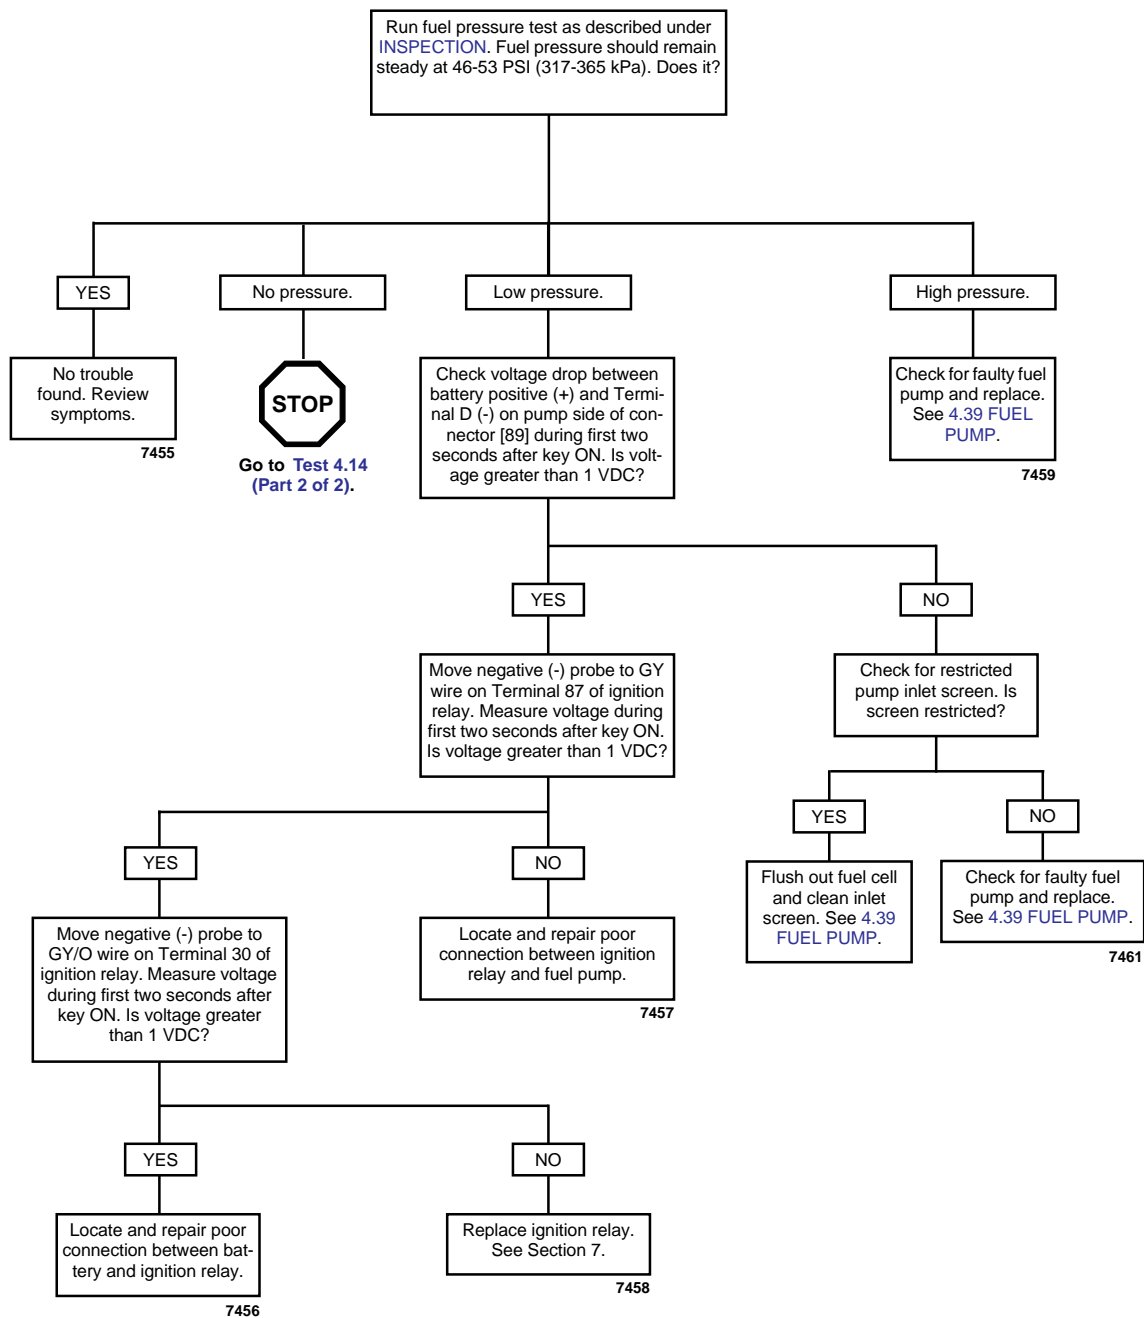 Run fuel pressure test as described under
INSPECTION. Fuel pressure should remain
steady at 46-53 PSI (317-365 kPa). Does it?
YES
No pressure.
Low pressure.
High pressure.
No trouble
found. Review
symptoms.
7455
STOP
Go to Test 4.14
(Part 2 of 2).
Check voltage drop between
battery positive (+) and Termi-
nal D (-) on pump side of con-
nector [89] during first two
seconds after key ON. Is volt-
age greater than 1 VDC?
Check for faulty fuel
pump and replace.
See 4.39 FUEL
PUMP.
7459
YES
NO
Move negative (-) probe to GY
wire on Terminal 87 of ignition
relay. Measure voltage during
first two seconds after key ON.
Is voltage greater than 1 VDC?
Check for restricted
pump inlet screen. Is
screen restricted?
YES
NO
YES
NO
Flush out fuel cell
and clean inlet
screen. See 4.39
FUEL PUMP.
Check for faulty fuel
pump and replace.
See 4.39 FUEL PUMP.
7461
Move negative (-) probe to
GY/O wire on Terminal 30 of
ignition relay. Measure voltage
during first two seconds after
key ON. Is voltage greater
than 1 VDC?
Locate and repair poor
connection between ignition
relay and fuel pump.
7457
YES
NO
Locate and repair poor
connection between bat-
tery and ignition relay.
7456
Replace ignition relay.
See Section 7.
7458